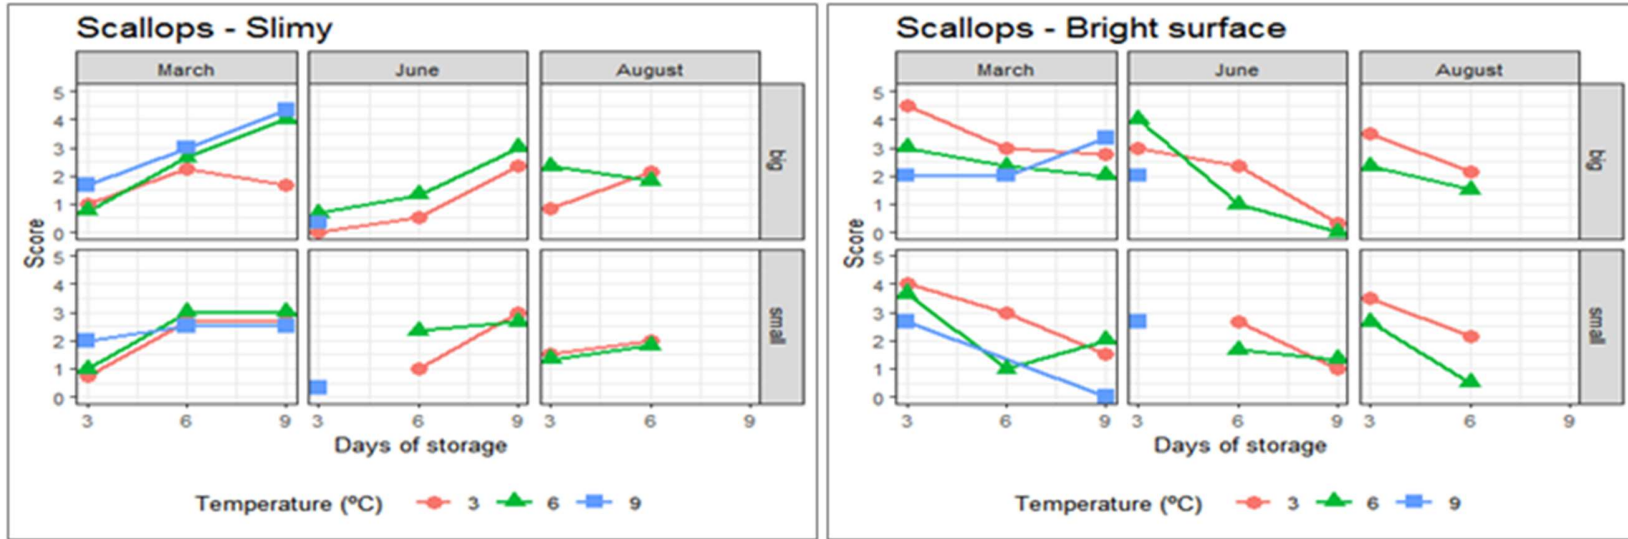 Scallops - Slimy
March June August
5
4
3
2
1
0
big
Score
5
4
3
2
1
0
small
3 6 9 3 6 9 3 6 9
Days of storage
Temperature (ºC) 3 6 9
Scallops - Bright surface
March June August
5
4
3
2
1
0
big
Score
5
4
3
2
1
0
small
3 6 9 3 6 9 3 6 9
Days of storage
Temperature (ºC) 3 6 9